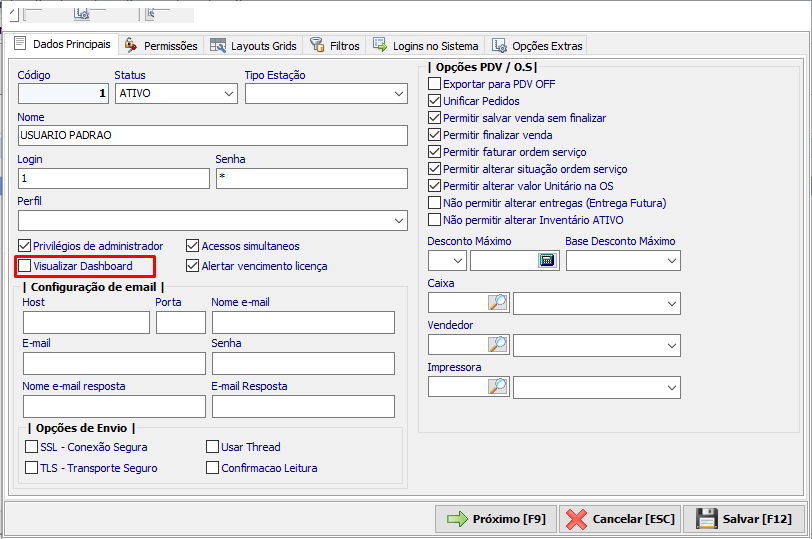 Dados Principais Permissões Layouts Grids Filtros Logins no Sistema Opções Extras
Código Status Tipo Estação
1 ATIVO
Nome
USUARIO PADRAO
Login Senha
1 *
Perfil
Privilégios de administrador Acessos simultaneos
Visualizar Dashboard Alertar vencimento licença
| Configuração de email |
Host Porta Nome e-mail
E-mail Senha
Nome e-mail resposta E-mail Resposta
| Opções de Envio |
SSL - Conexão Segura Usar Thread
TLS - Transporte Seguro Confirmacao Leitura
| Opções PDV / O.S|
Exportar para PDV OFF
Unificar Pedidos
Permitir salvar venda sem finalizar
Permitir finalizar venda
Permitir faturar ordem serviço
Permitir alterar situação ordem serviço
Permitir alterar valor Unitário na OS
Não permitir alterar entregas (Entrega Futura)
Não permitir alterar Inventário ATIVO
Desconto Máximo Base Desconto Máximo
Caixa
Vendedor
Impressora
Próximo [F9] Cancelar [ESC] Salvar [F12]